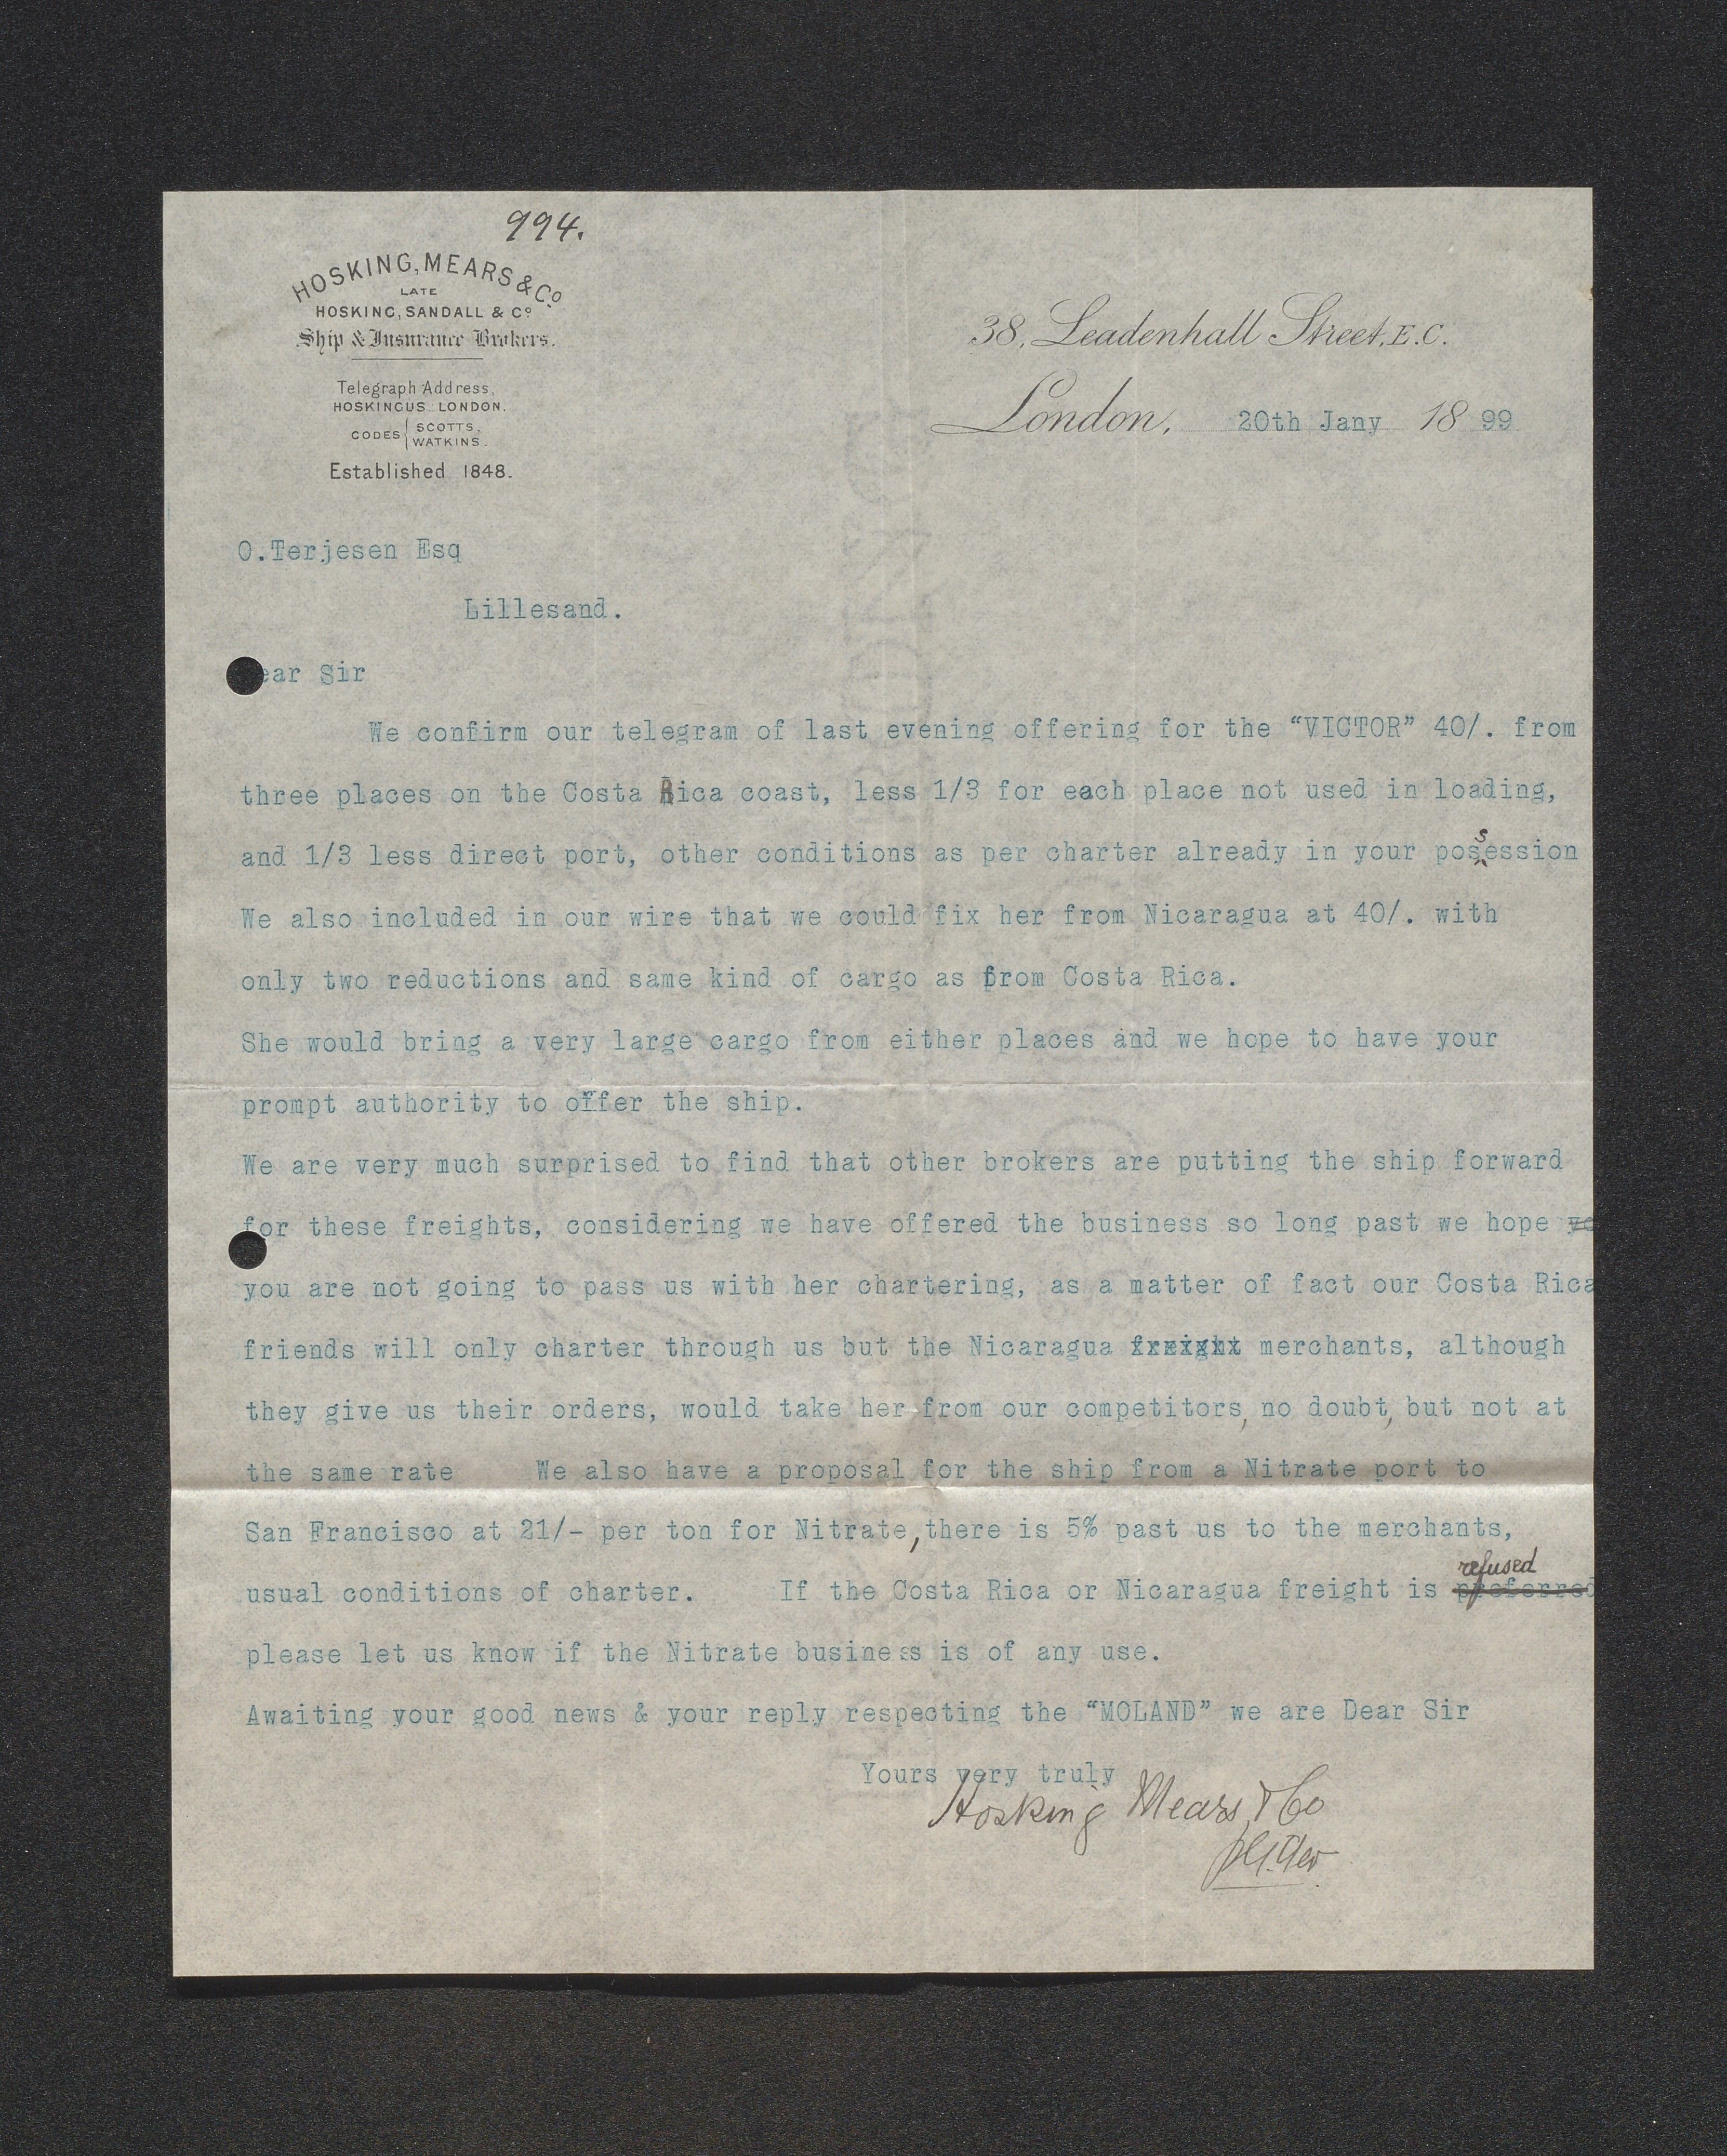 994.
HOSKING, MEARS & Co.
LATE
HOSKING, SANDALL & Co.
Ship & Insurance Brokers.
Telegraph Address,
HOSKINGUS LONDON.
CODES { SCOTTS,
WATKINS.
Established 1848.
38, Leadenhall Street, E.C.
London, 20th Jany 1899
O.Terjesen Esq
Lillesand.
ear Sir
We confirm our telegram of last evening offering for the “VICTOR” 40/. from
three places on the Costa Rica coast, less 1/3 for each place not used in loading,
and 1/3 less direct port, other conditions as per charter already in your possession
We also included in our wire that we could fix her from Nicaragua at 40/. with
only two reductions and same kind of cargo as from Costa Rica.
She would bring a very large cargo from either places and we hope to have your
prompt authority to offer the ship.
We are very much surprised to find that other brokers are putting the ship forward
for these freights, considering we have offered the business so long past we hope yo
you are not going to pass us with her chartering, as a matter of fact our Costa Rica
friends will only charter through us but the Nicaragua freight merchants, although
they give us their orders, would take her from our competitors, no doubt, but not at
the same rate We also have a proposal for the ship from a Nitrate port to
San Francisco at 21/- per ton for Nitrate, there is 5% past us to the merchants,
refused
usual conditions of charter. If the Costa Rica or Nicaragua freight is preferred
please let us know if the Nitrate business is of any use.
Awaiting your good news & your reply respecting the “MOLAND” we are Dear Sir
Yours very truly
Hosking Mears & Co